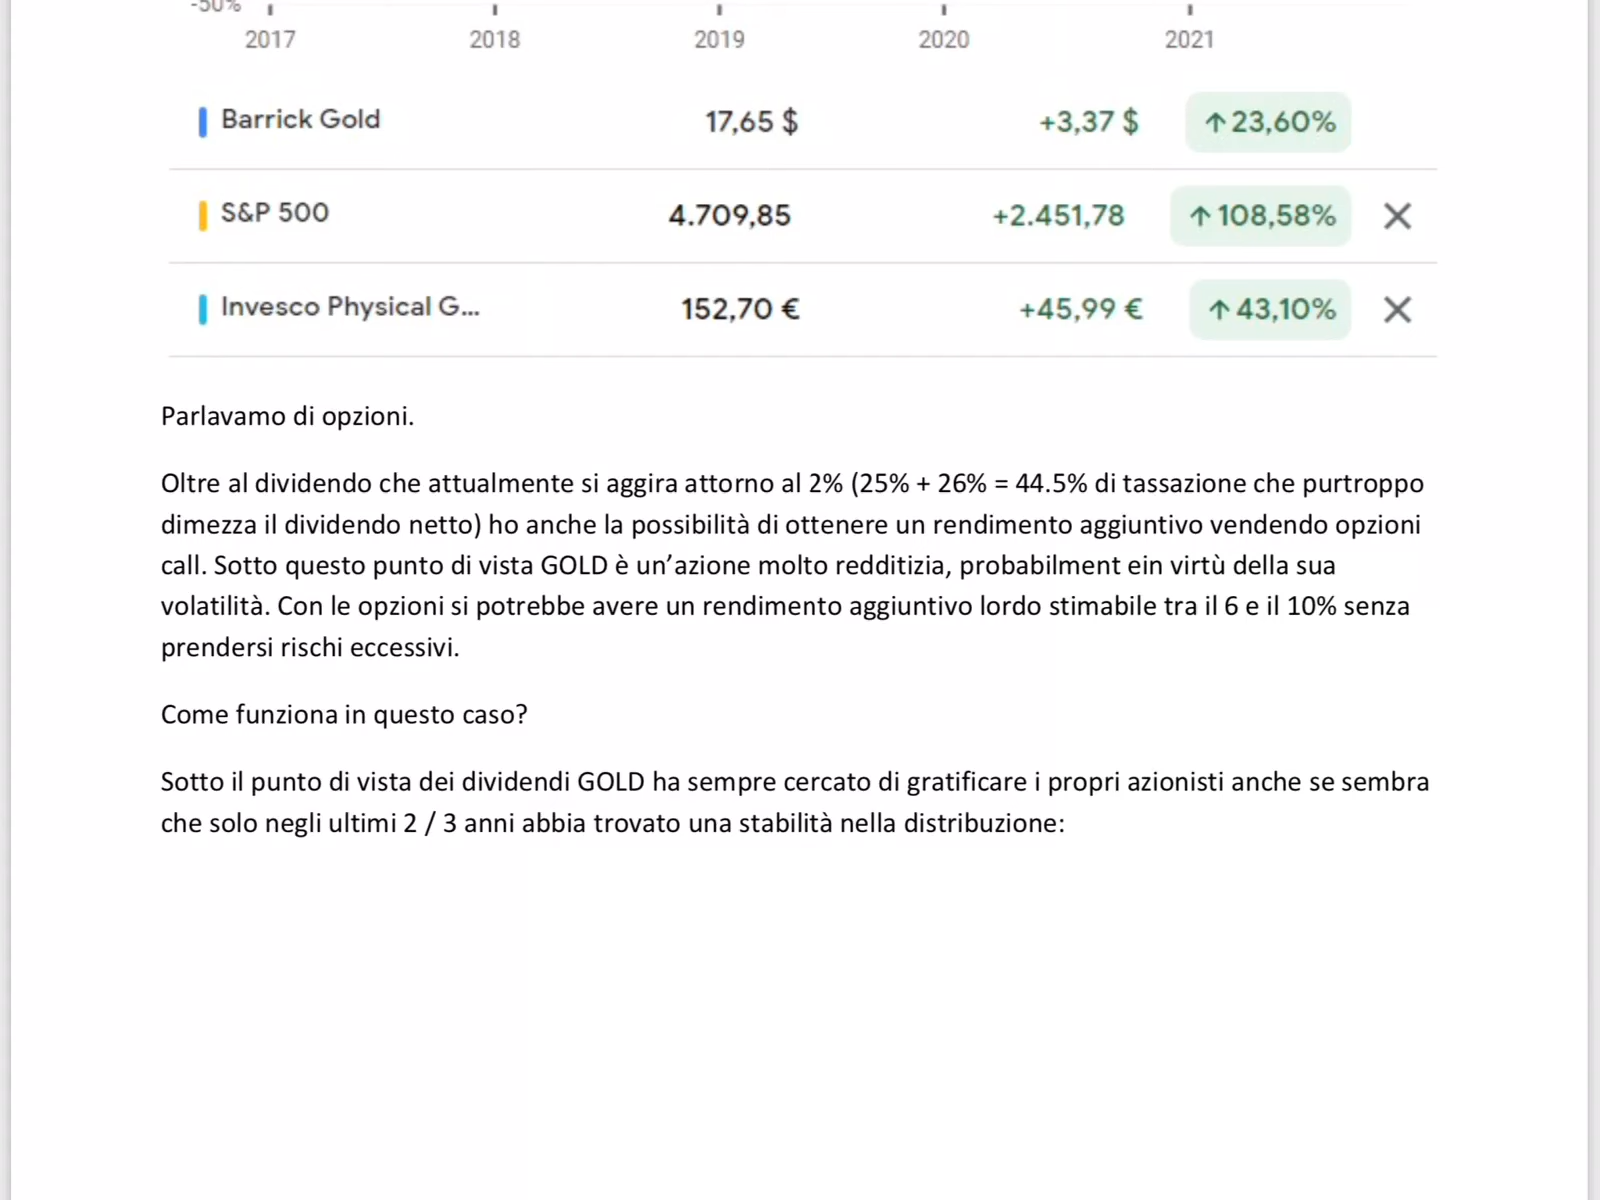 -50%
2017 2018 2019 2020 2021
Barrick Gold 17,65 $ +3,37 $ ↑23,60%
S&P 500 4.709,85 +2.451,78 ↑108,58% ×
Invesco Physical G... 152,70 € +45,99 € ↑43,10% ×
Parlavamo di opzioni.
Oltre al dividendo che attualmente si aggira attorno al 2% (25% + 26% = 44.5% di tassazione che purtroppo
dimezza il dividendo netto) ho anche la possibilità di ottenere un rendimento aggiuntivo vendendo opzioni
call. Sotto questo punto di vista GOLD è un’azione molto redditizia, probabilment ein virtù della sua
volatilità. Con le opzioni si potrebbe avere un rendimento aggiuntivo lordo stimabile tra il 6 e il 10% senza
prendersi rischi eccessivi.
Come funziona in questo caso?
Sotto il punto di vista dei dividendi GOLD ha sempre cercato di gratificare i propri azionisti anche se sembra
che solo negli ultimi 2 / 3 anni abbia trovato una stabilità nella distribuzione: